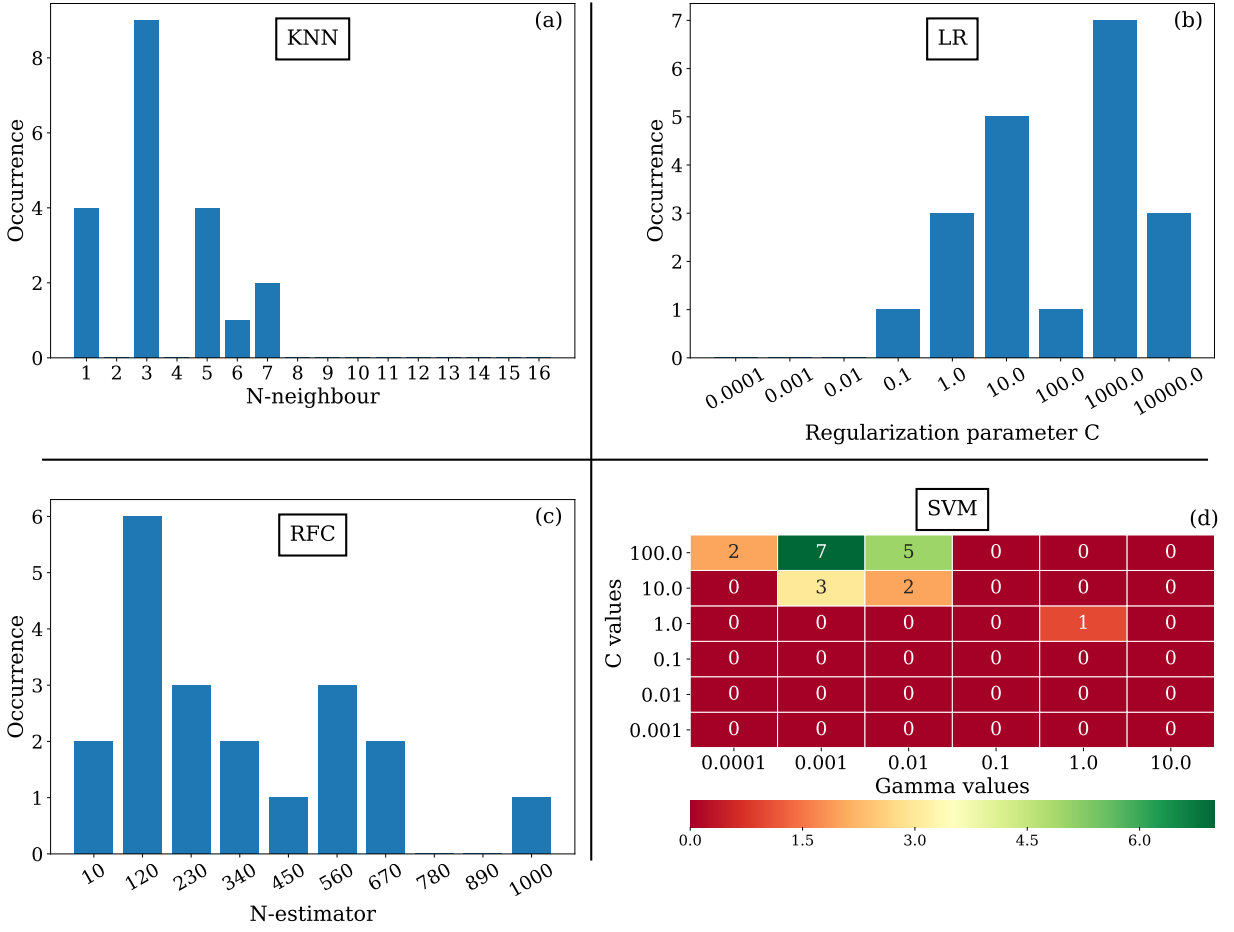 (a)
KNN
8
6
4
2
0
Occurrence
1 2 3 4 5 6 7 8 9 10 11 12 13 14 15 16
N-neighbour
(b)
LR
7
6
5
4
3
2
1
0
Occurrence
0.0001 0.001 0.01 0.1 1.0 10.0 100.0 1000.0 10000.0
Regularization parameter C
(c)
RFC
6
5
4
3
2
1
0
Occurrence
10 120 230 340 450 560 670 780 890 1000
N-estimator
SVM
(d)
C values
100.0 2 7 5 0 0 0
10.0 0 3 2 0 0 0
1.0 0 0 0 0 1 0
0.1 0 0 0 0 0 0
0.01 0 0 0 0 0 0
0.001 0 0 0 0 0 0
0.0001 0.001 0.01 0.1 1.0 10.0
Gamma values
0.0 1.5 3.0 4.5 6.0